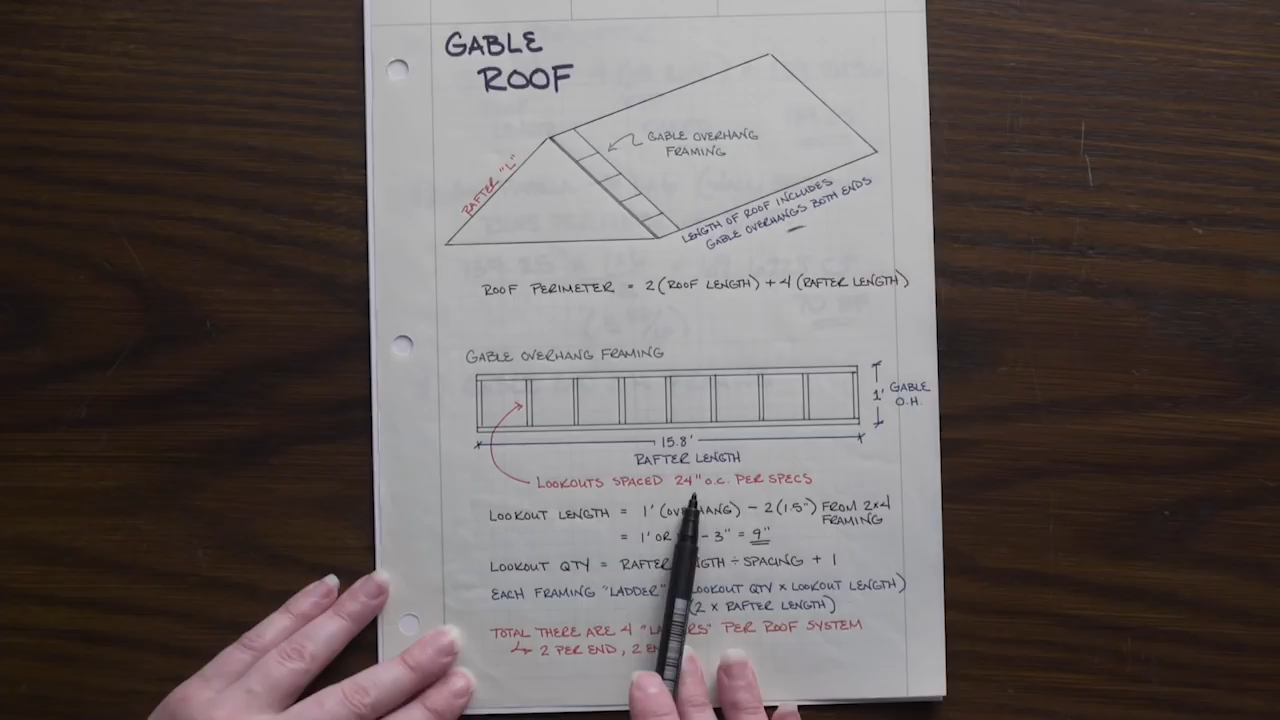 GABLE
ROOF
RAFTER "L"
GABLE OVERHANG
FRAMING
LENGTH OF ROOF INCLUDES
GABLE OVERHANGS BOTH ENDS
ROOF PERIMETER = 2 (ROOF LENGTH) + 4 (RAFTER LENGTH)
GABLE OVERHANG FRAMING
1' GABLE
O.H.
15.8'
RAFTER LENGTH
LOOKOUTS SPACED 24" O.C. PER SPECS
LOOKOUT LENGTH = 1' (OVERHANG) - 2(1.5") FROM 2x4
FRAMING
= 1' OR - 3" = 9"
LOOKOUT QTY = RAFTER LENGTH ÷ SPACING + 1
EACH FRAMING "LADDER" LOOKOUT QTY x LOOKOUT LENGTH)
(2 x RAFTER LENGTH)
TOTAL THERE ARE 4 "LADDERS" PER ROOF SYSTEM
↳ 2 PER END, 2